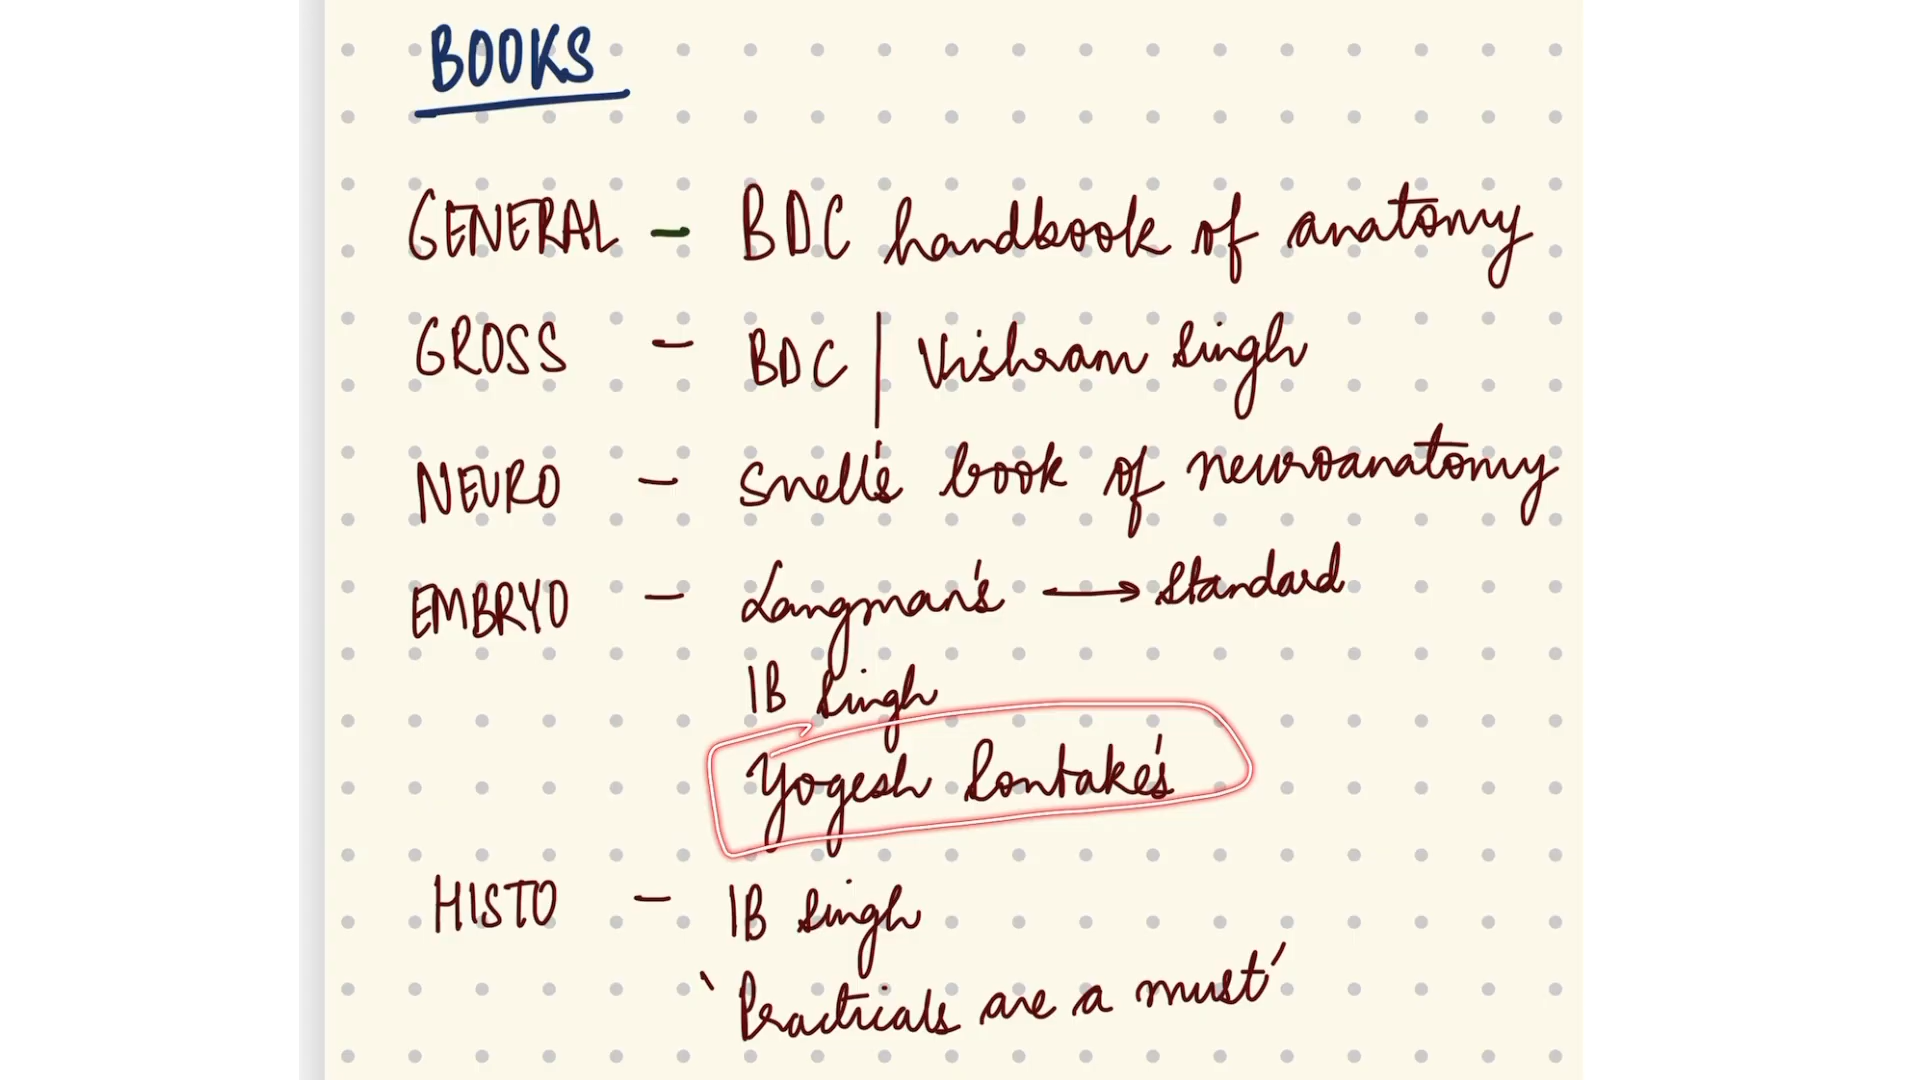 BOOKS
GENERAL - BDC handbook of anatomy
GROSS - BDC | Vishram Singh
NEURO - Snell's book of neuroanatomy
EMBRYO - Langman's → Standard
IB Singh
Yogesh Sontake's
HISTO - IB Singh
'Practicals are a must'